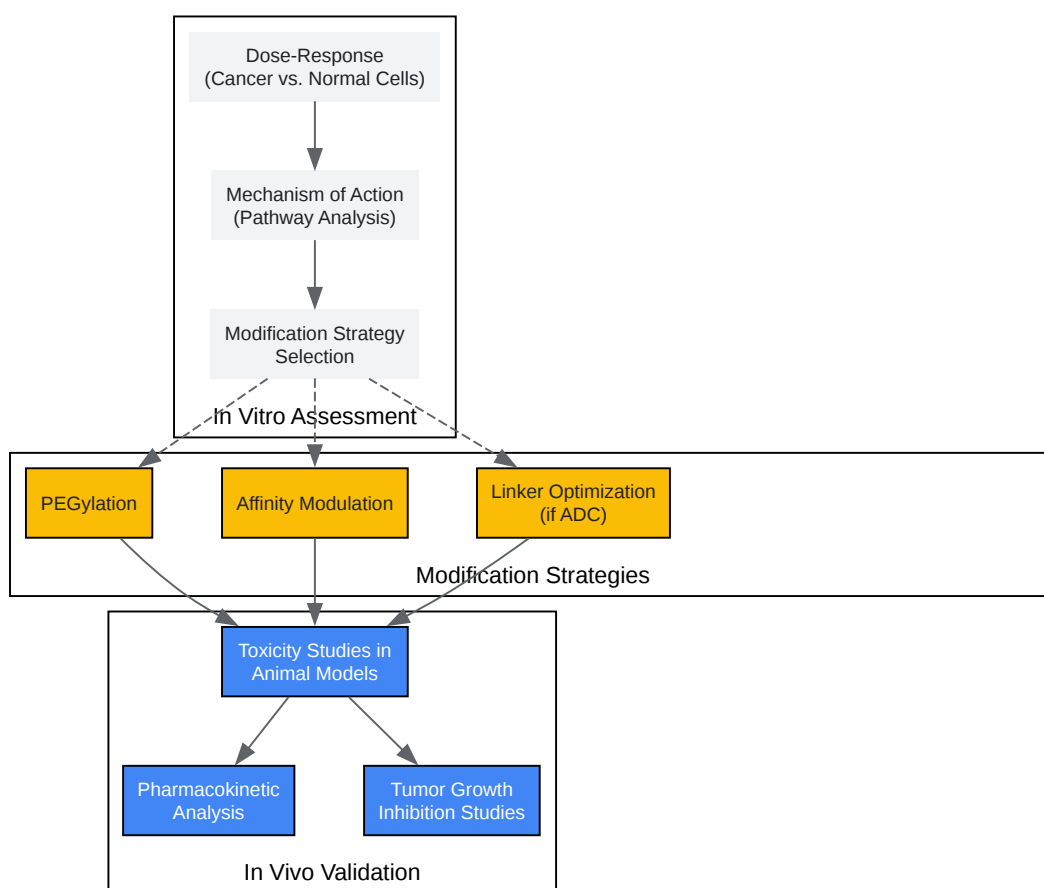 Dose-Response
(Cancer vs. Normal Cells)
Mechanism of Action
(Pathway Analysis)
Modification Strategy
Selection
In Vitro Assessment
PEGylation
Affinity Modulation
Linker Optimization
(if ADC)
Modification Strategies
Toxicity Studies in
Animal Models
Pharmacokinetic
Analysis
Tumor Growth
Inhibition Studies
In Vivo Validation